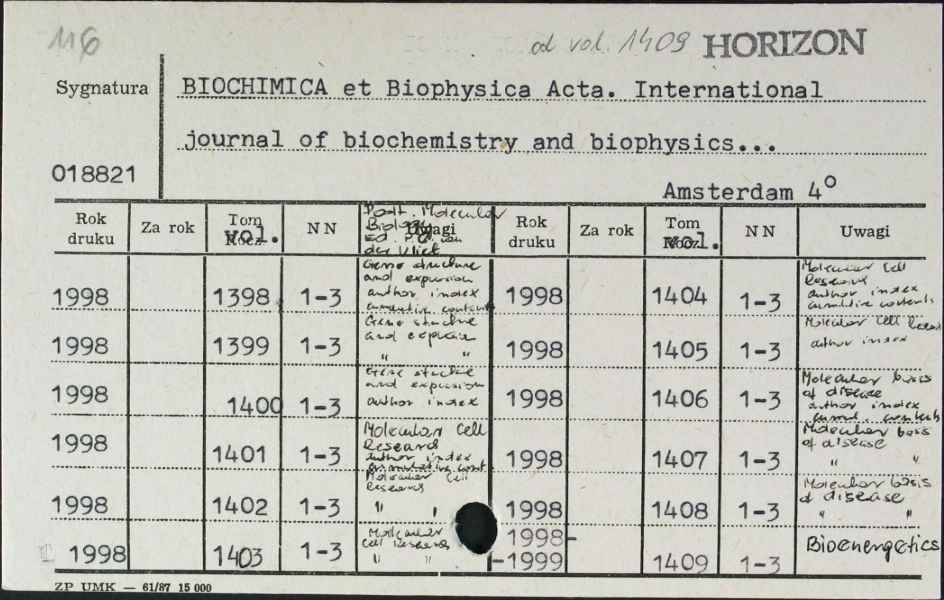 116 od vol. 1409 HORIZON
Sygnatura BIOCHIMICA et Biophysica Acta. International
journal of biochemistry and biophysics...
018821
Amsterdam 4°
Rok druku Za rok Tom vol. N N Uwagi Rok druku Za rok Tom vol. N N Uwagi
Molecular
Biology
Ed.
der Vliet
1998 1398 1-3 Gene structure and expression author index cumulative contents 1998 1404 1-3 Molecular Cell Research author index cumulative contents
1998 1399 1-3 Gene structure and expression " " 1998 1405 1-3 Molecular Cell author index
1998 1400 1-3 Gene structure and expression author index 1998 1406 1-3 Molecular basis of disease author index cumul. contents
1998 1401 1-3 Molecular Cell Research author index 1998 1407 1-3 Molecular basis of disease " "
1998 1402 1-3 Molecular Cell Research " " 1998 1408 1-3 Molecular basis of disease " "
1998 1403 1-3 Molecular Cell Research " " 1998-
-1999 1409 1-3 Bioenergetics
ZP UMK — 61/87 15 000